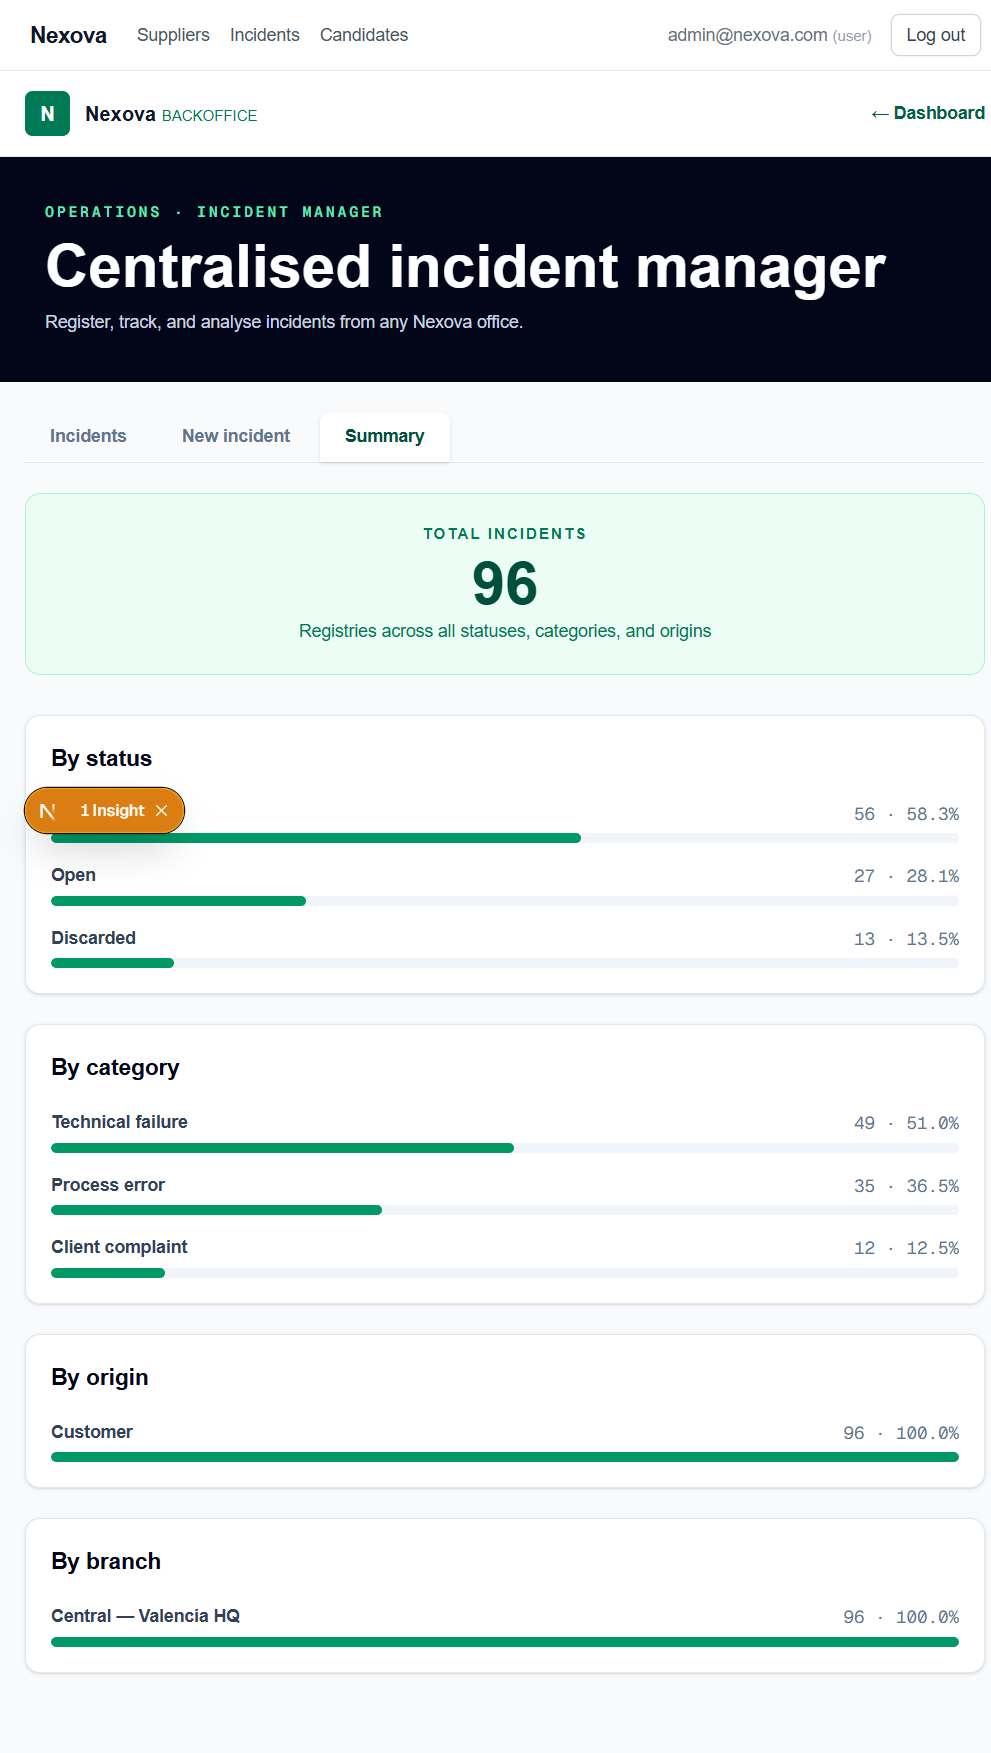 Nexova Suppliers Incidents Candidates admin@nexova.com (user) Log out
N Nexova BACKOFFICE ← Dashboard
OPERATIONS · INCIDENT MANAGER
Centralised incident manager
Register, track, and analyse incidents from any Nexova office.
Incidents New incident Summary
TOTAL INCIDENTS
96
Registries across all statuses, categories, and origins
By status
N 1 Insight ×
56 · 58.3%
Open 27 · 28.1%
Discarded 13 · 13.5%
By category
Technical failure 49 · 51.0%
Process error 35 · 36.5%
Client complaint 12 · 12.5%
By origin
Customer 96 · 100.0%
By branch
Central — Valencia HQ 96 · 100.0%